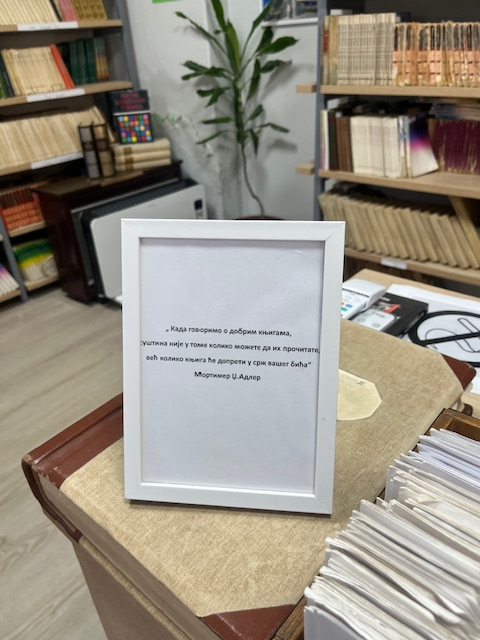 „ Када говоримо о добрим књигама,
суштина није у томе колико можете да их прочитате,
већ колико књига ће допрети у срж вашег бића“
Мортимер Џ.Адлер